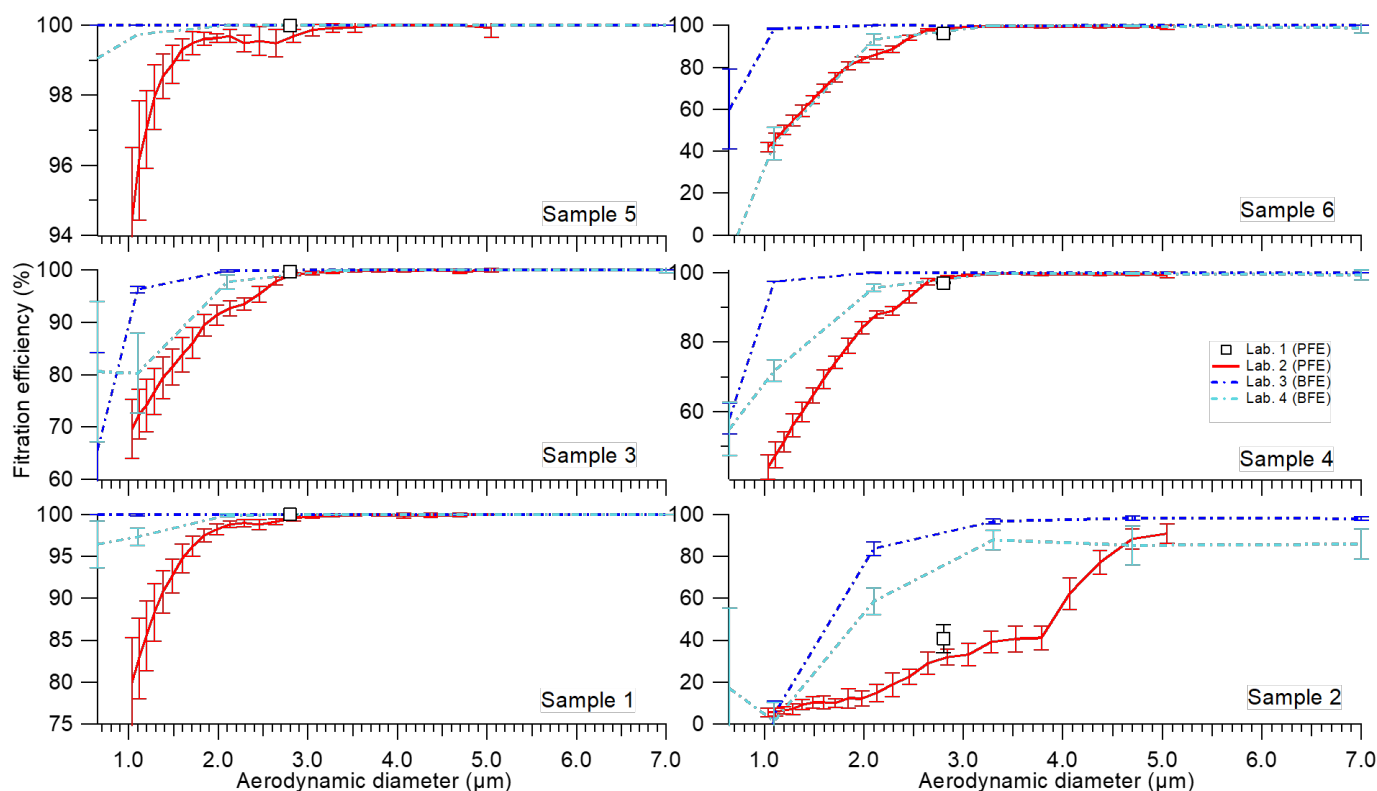 100
98
96
94
Sample 5
100
80
60
40
20
0
Sample 6
Fitration efficiency (%)
100
90
80
70
60
Sample 3
100
80
60
Sample 4
Lab. 1 (PFE)
Lab. 2 (PFE)
Lab. 3 (BFE)
Lab. 4 (BFE)
100
95
90
85
80
75
Sample 1
1.0 2.0 3.0 4.0 5.0 6.0 7.0
Aerodynamic diameter (µm)
100
80
60
40
20
0
Sample 2
1.0 2.0 3.0 4.0 5.0 6.0 7.0
Aerodynamic diameter (µm)